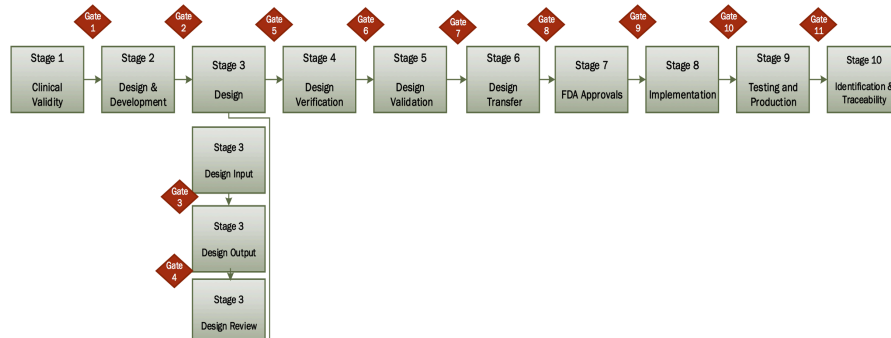 Gate
1
Gate
2
Gate
5
Gate
6
Gate
7
Gate
8
Gate
9
Gate
10
Gate
11
Stage 1
Clinical
Validity
Stage 2
Design &
Development
Stage 3
Design
Stage 4
Design
Verification
Stage 5
Design
Validation
Stage 6
Design
Transfer
Stage 7
FDA Approvals
Stage 8
Implementation
Stage 9
Testing and
Production
Stage 10
Identification &
Traceability
Stage 3
Design Input
Gate
3
Stage 3
Design Output
Gate
4
Stage 3
Design Review